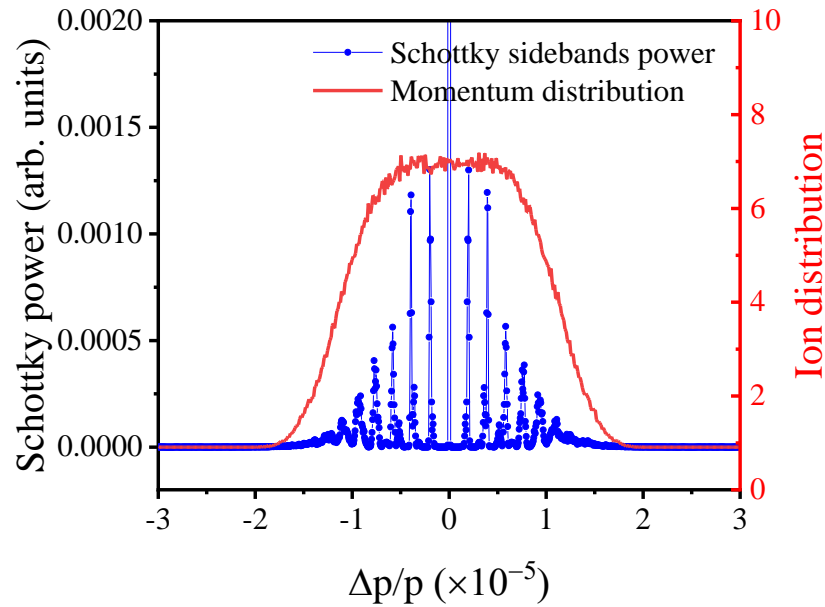 0.0020
0.0015
0.0010
0.0005
0.0000
Schottky power (arb. units)
Schottky sidebands power
Momentum distribution
10
8
6
4
2
0
Ion distribution
-3 -2 -1 0 1 2 3
Δp/p (×10⁻⁵)